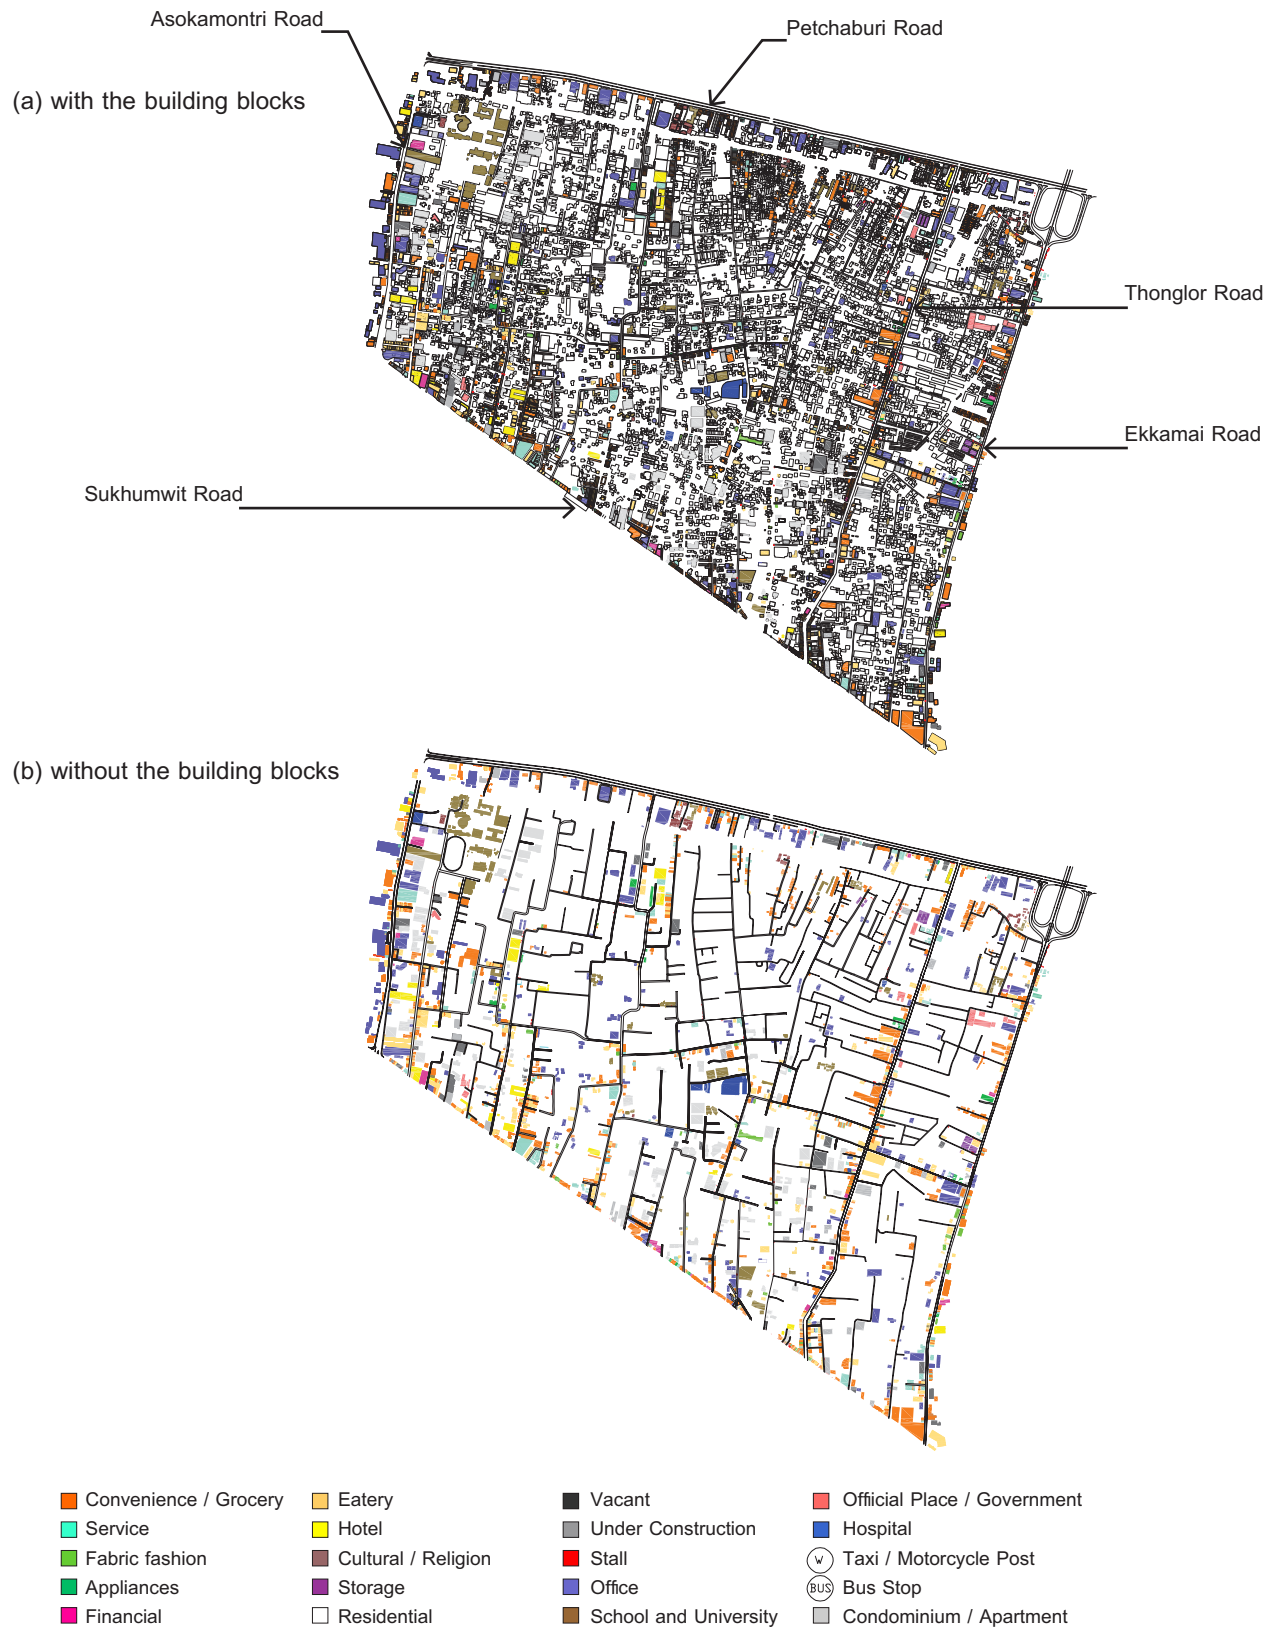 Asokamontri Road
Petchaburi Road
(a) with the building blocks
Thonglor Road
Ekkamai Road
Sukhumwit Road
(b) without the building blocks
Convenience / Grocery
Eatery
Vacant
Official Place / Government
Service
Hotel
Under Construction
Hospital
Fabric fashion
Cultural / Religion
Stall
W Taxi / Motorcycle Post
Appliances
Storage
Office
BUS Bus Stop
Financial
Residential
School and University
Condominium / Apartment